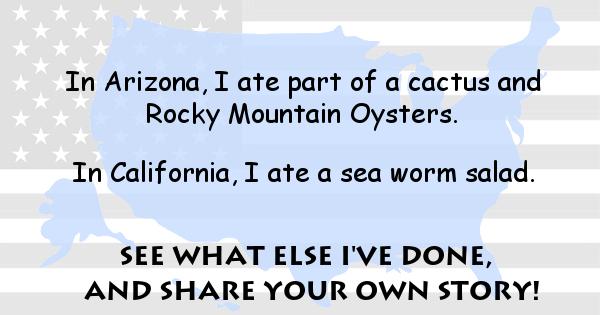 In Arizona, I ate part of a cactus and
Rocky Mountain Oysters.
In California, I ate a sea worm salad.
SEE WHAT ELSE I'VE DONE,
AND SHARE YOUR OWN STORY!